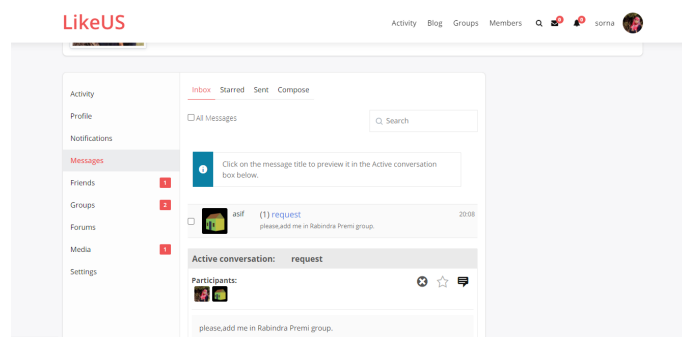 LikeUS
Activity Blog Groups Members 0 0 sorna
Activity
Profile
Notifications
Messages
Friends 1
Groups 2
Forums
Media 1
Settings
Inbox Starred Sent Compose
All Messages
Search
Click on the message title to preview it in the Active conversation
box below.
asif (1) request 20:08
please,add me in Rabindra Premi group.
Active conversation: request
Participants:
please,add me in Rabindra Premi group.